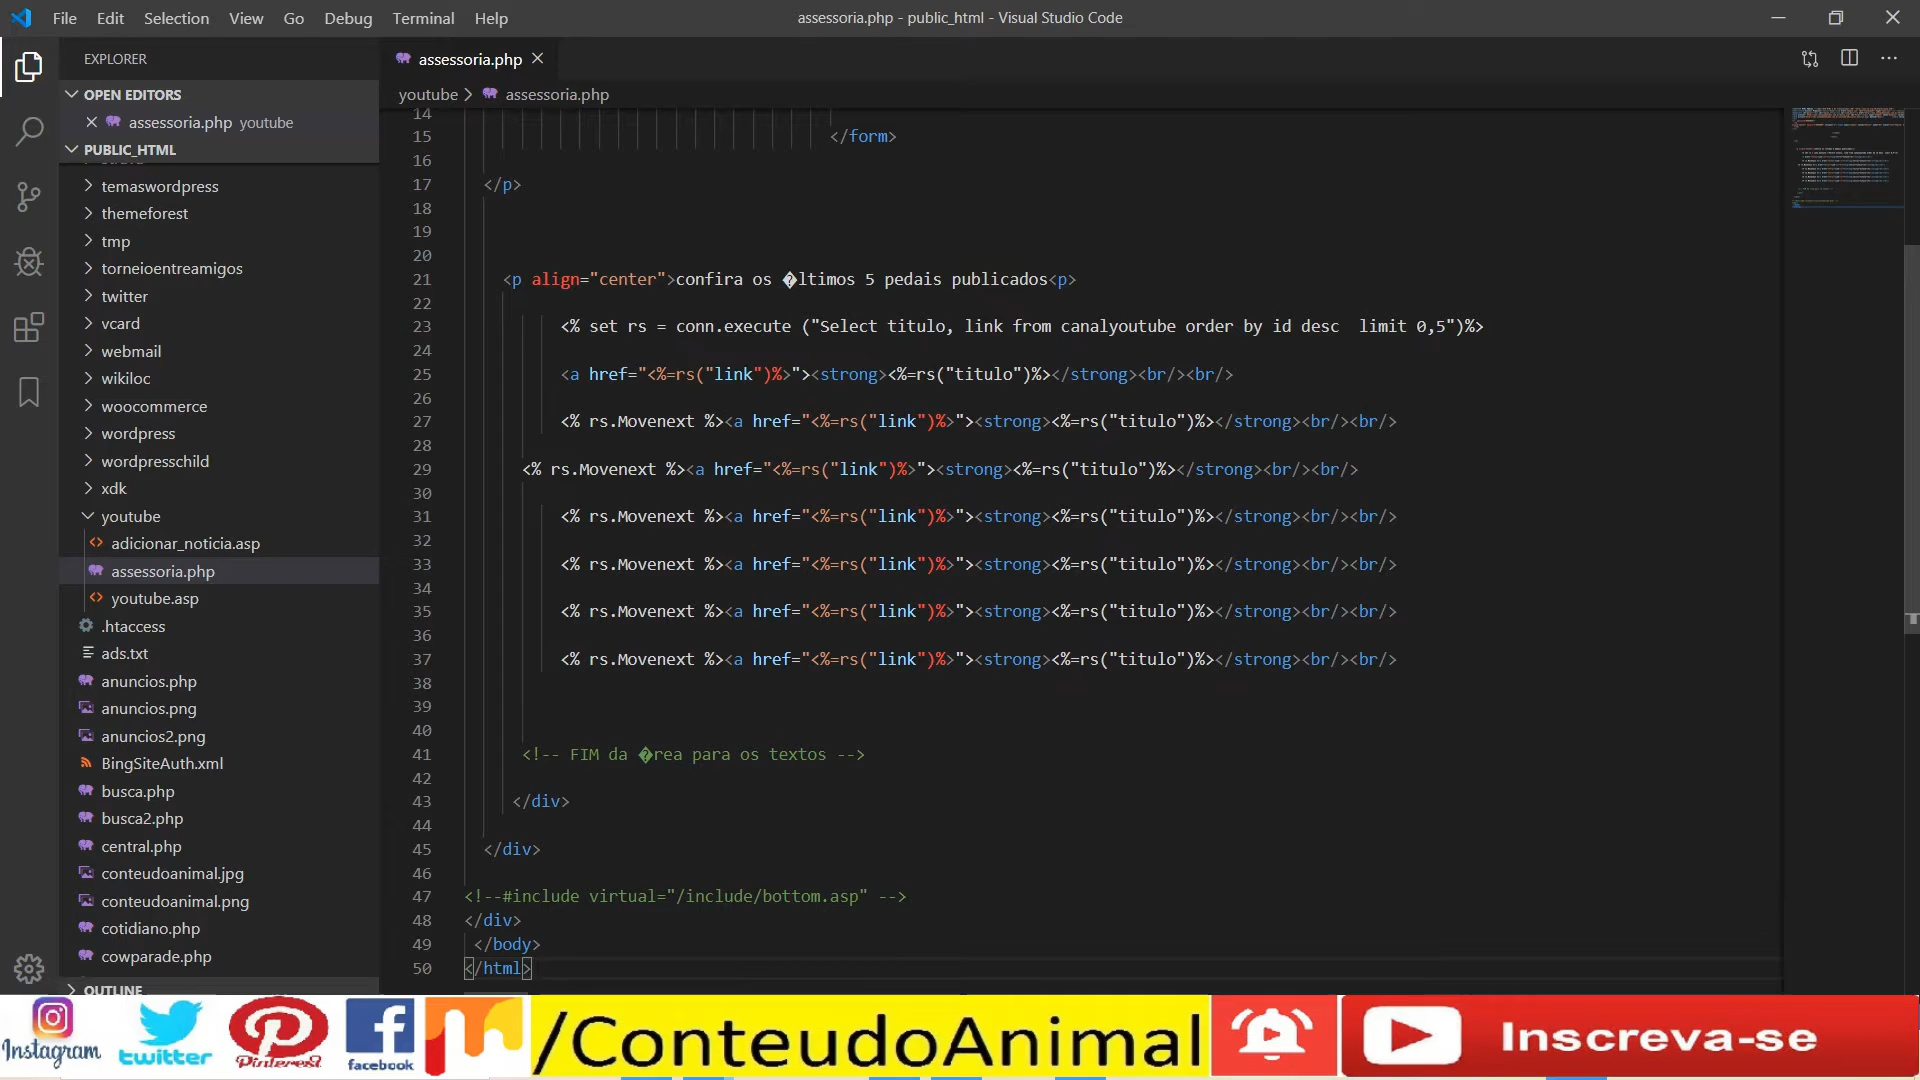 File Edit Selection View Go Debug Terminal Help
assessoria.php - public_html - Visual Studio Code
EXPLORER
OPEN EDITORS
assessoria.php youtube
PUBLIC_HTML
temaswordpress
themeforest
tmp
torneioentreamigos
twitter
vcard
webmail
wikiloc
woocommerce
wordpress
wordpresschild
xdk
youtube
adicionar_noticia.asp
assessoria.php
youtube.asp
.htaccess
ads.txt
anuncios.php
anuncios.png
anuncios2.png
BingSiteAuth.xml
busca.php
busca2.php
central.php
conteudoanimal.jpg
conteudoanimal.png
cotidiano.php
cowparade.php
OUTLINE
assessoria.php
youtube > assessoria.php
14
15 </form>
16
17 </p>
18
19
20
21 <p align="center">confira os �ltimos 5 pedais publicados<p>
22
23 <% set rs = conn.execute ("Select titulo, link from canalyoutube order by id desc  limit 0,5")%>
24
25 <a href="<%=rs("link")%>"><strong><%=rs("titulo")%></strong><br/><br/>
26
27 <% rs.Movenext %><a href="<%=rs("link")%>"><strong><%=rs("titulo")%></strong><br/><br/>
28
29 <% rs.Movenext %><a href="<%=rs("link")%>"><strong><%=rs("titulo")%></strong><br/><br/>
30
31 <% rs.Movenext %><a href="<%=rs("link")%>"><strong><%=rs("titulo")%></strong><br/><br/>
32
33 <% rs.Movenext %><a href="<%=rs("link")%>"><strong><%=rs("titulo")%></strong><br/><br/>
34
35 <% rs.Movenext %><a href="<%=rs("link")%>"><strong><%=rs("titulo")%></strong><br/><br/>
36
37 <% rs.Movenext %><a href="<%=rs("link")%>"><strong><%=rs("titulo")%></strong><br/><br/>
38
39
40
41 <!-- FIM da �rea para os textos -->
42
43 </div>
44
45 </div>
46
47 <!--#include virtual="/include/bottom.asp" -->
48 </div>
49 </body>
50 </html>
Instagram twitter Pinterest facebook /ConteudoAnimal Inscreva-se